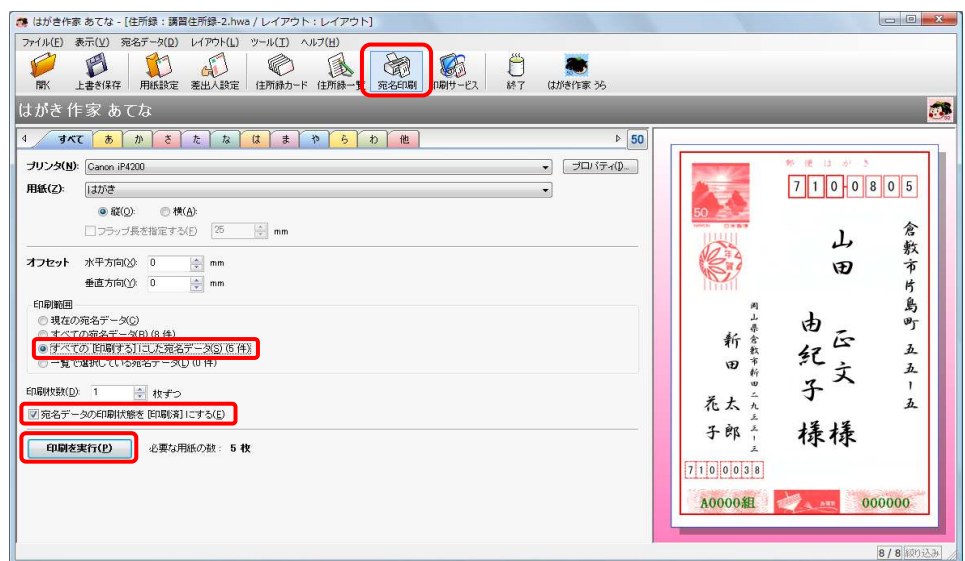 はがき作家 あてな - [住所録：講習住所録-2.hwa / レイアウト：レイアウト]
ファイル(F) 表示(V) 宛名データ(D) レイアウト(L) ツール(T) ヘルプ(H)
開く 上書き保存 用紙設定 差出人設定 住所録カード 住所録一覧 宛名印刷 印刷サービス 終了 はがき作家 うら
はがき作家 あてな
すべて あ か さ た な は ま や ら わ 他 50
プリンタ(N): Canon iP4200 プロパティ(I)...
用紙(Z): はがき
縦(O): 横(A):
フラップ長を指定する(F) 25 mm
オフセット 水平方向(X): 0 mm
垂直方向(Y): 0 mm
印刷範囲
現在の宛名データ(C)
すべての宛名データ(B) (8 件)
すべての [印刷する] にした宛名データ(S) (5 件)
一覧で選択している宛名データ(L) (0 件)
印刷枚数(D): 1 枚ずつ
宛名データの印刷状態を [印刷済] にする(E)
印刷を実行(P) 必要な用紙の数： 5 枚
郵便はがき
50
7100805
倉敷市片島町 五五ー五
山田 正文 様
由紀子 様
年賀
岡山県倉敷市新田二九三三ー三
新田 太郎
花子
7100038
A0000組 000000
8 / 8 絞り込み